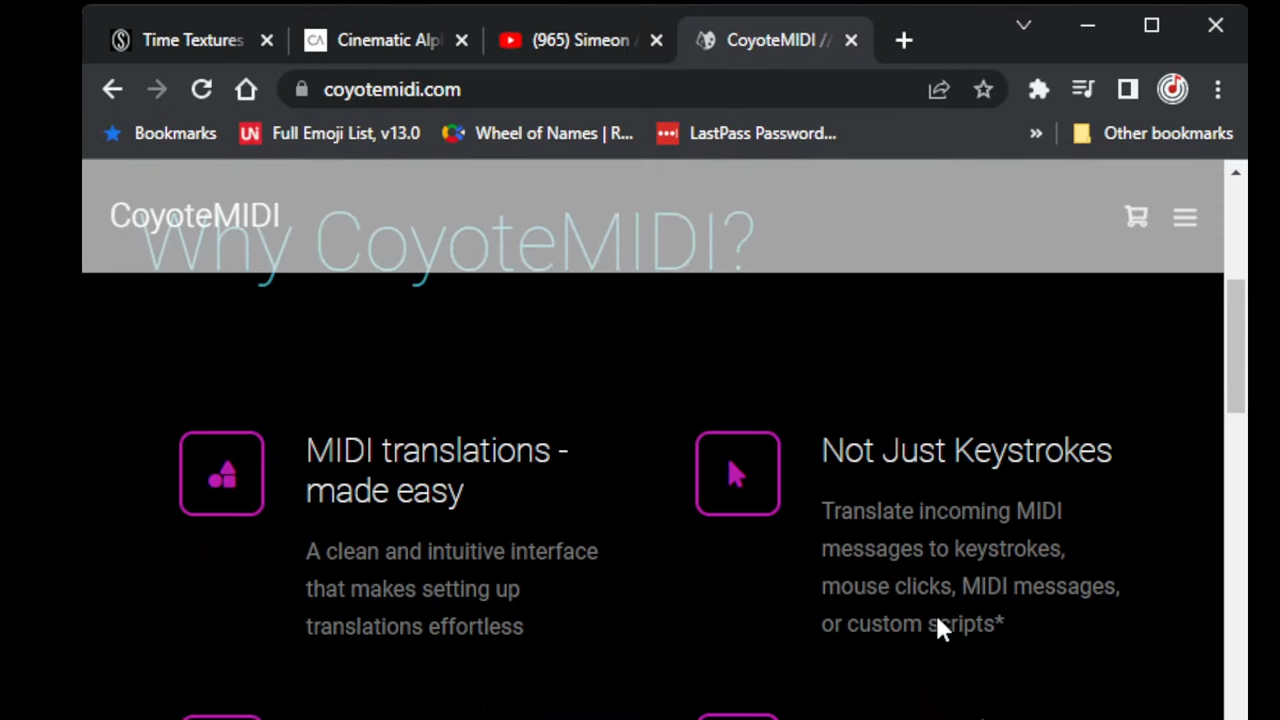 Time Textures
CA
Cinematic Alp
(965) Simeon
CoyoteMIDI //
coyotemidi.com
Bookmarks
UN
Full Emoji List, v13.0
Wheel of Names | R...
LastPass Password...
Other bookmarks
CoyoteMIDI
Why CoyoteMIDI?
MIDI translations -
made easy
A clean and intuitive interface
that makes setting up
translations effortless
Not Just Keystrokes
Translate incoming MIDI
messages to keystrokes,
mouse clicks, MIDI messages,
or custom scripts*